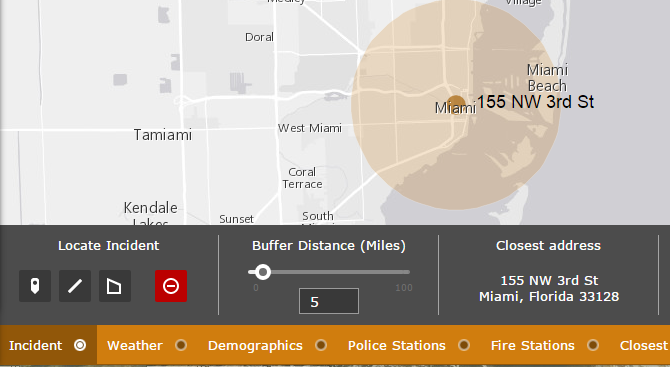 Medley
Village
Doral
Miami
Beach
Miami
155 NW 3rd St
Tamiami
West Miami
Coral
Terrace
Kendale
Lakes
Sunset
South
Locate Incident
Buffer Distance (Miles)
0
100
5
Closest address
155 NW 3rd St
Miami, Florida 33128
Incident
Weather
Demographics
Police Stations
Fire Stations
Closest